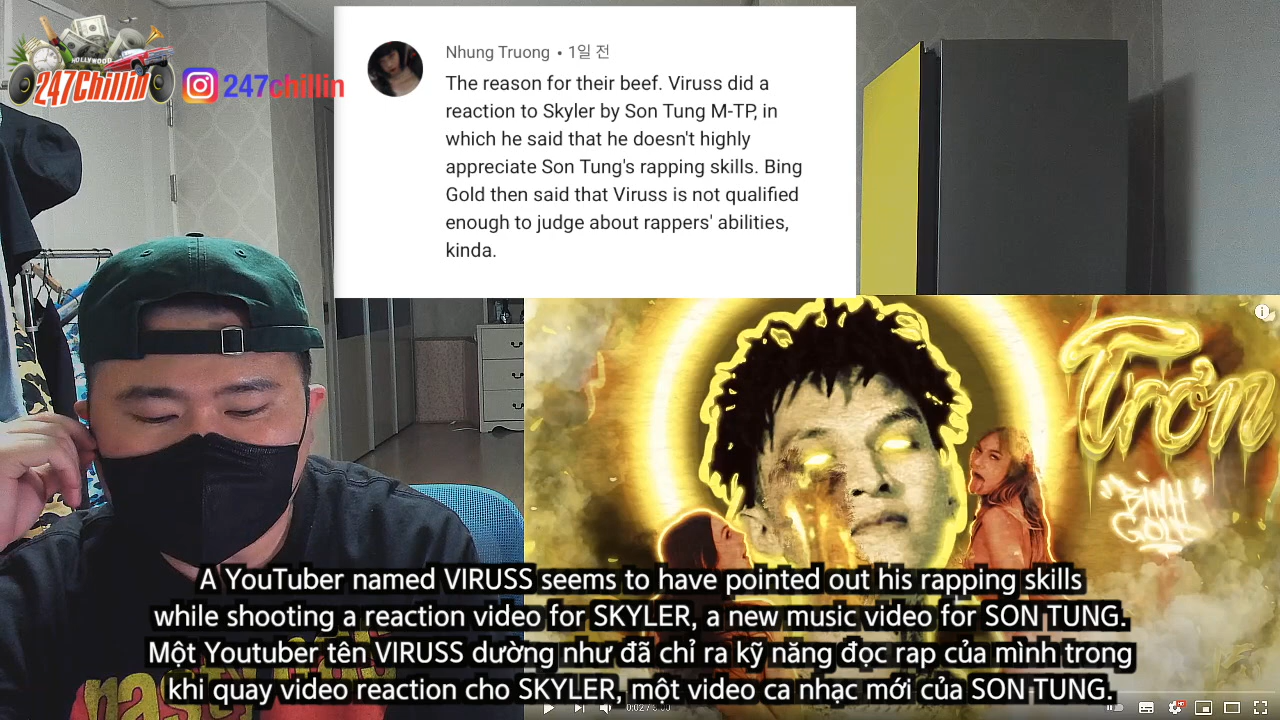 HOLLYWOOD
247Chillin
247chillin
Nhung Truong • 1일 전
The reason for their beef. Viruss did a
reaction to Skyler by Son Tung M-TP, in
which he said that he doesn't highly
appreciate Son Tung's rapping skills. Bing
Gold then said that Viruss is not qualified
enough to judge about rappers' abilities,
kinda.
Trơn
"BÌNH
GOLD"
A YouTuber named VIRUSS seems to have pointed out his rapping skills
while shooting a reaction video for SKYLER, a new music video for SON TUNG.
Một Youtuber tên VIRUSS dường như đã chỉ ra kỹ năng đọc rap của mình trong
khi quay video reaction cho SKYLER, một video ca nhạc mới của SON TUNG.